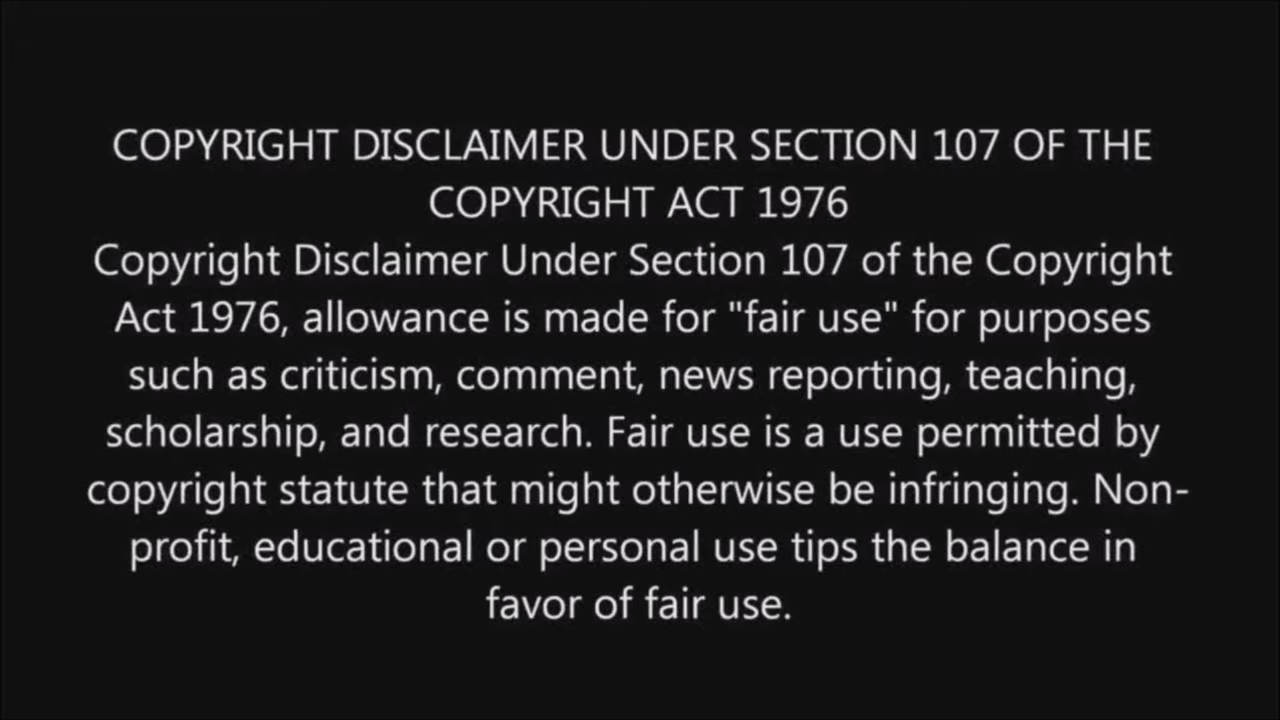 COPYRIGHT DISCLAIMER UNDER SECTION 107 OF THE
COPYRIGHT ACT 1976
Copyright Disclaimer Under Section 107 of the Copyright
Act 1976, allowance is made for "fair use" for purposes
such as criticism, comment, news reporting, teaching,
scholarship, and research. Fair use is a use permitted by
copyright statute that might otherwise be infringing. Non-
profit, educational or personal use tips the balance in
favor of fair use.